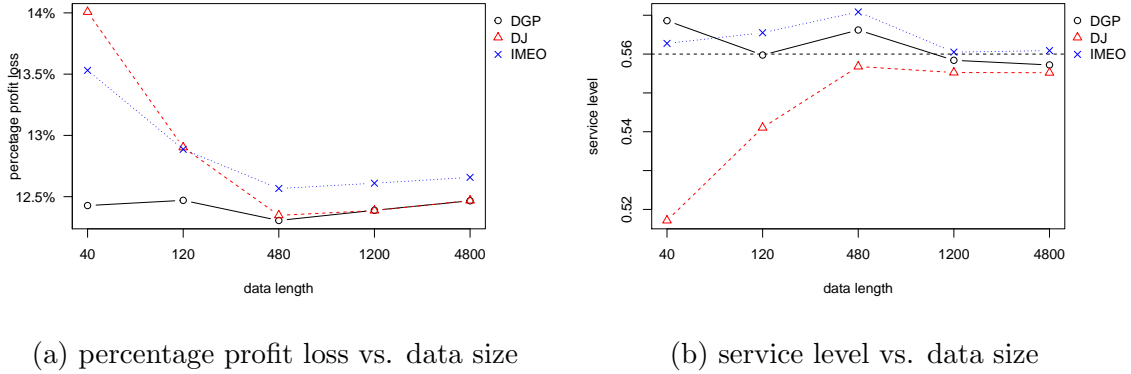 14%
13.5%
13%
12.5%
percetage profit loss
40 120 480 1200 4800
data length
DGP
DJ
IMEO
(a) percentage profit loss vs. data size
0.56
0.54
0.52
service level
40 120 480 1200 4800
data length
DGP
DJ
IMEO
(b) service level vs. data size